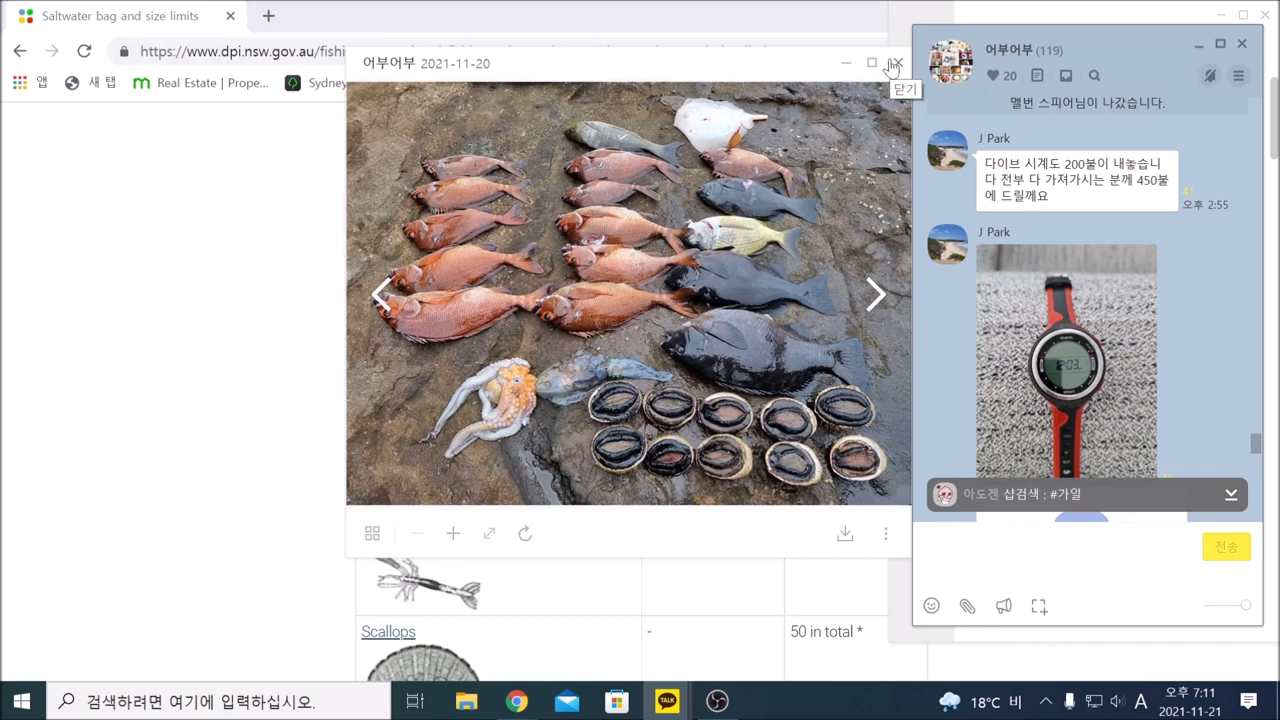 Saltwater bag and size limits
https://www.dpi.nsw.gov.au/fishi
앱
새 탭
Real Estate | Prope...
Sydney
어부어부 2021-11-20
닫기
어부어부 (119)
20
멜번 스피어님이 나갔습니다.
J Park
다이브 시계도 200불이 내놓습니
다 전부 다 가져가시는 분께 450불
에 드릴께요
41
오후 2:55
J Park
12:03
아도겐 샵검색 : #가일
전송
Scallops
-
50 in total *
검색하려면 여기에 입력하십시오.
TALK
18°C 비
A
오후 7:11
2021-11-21